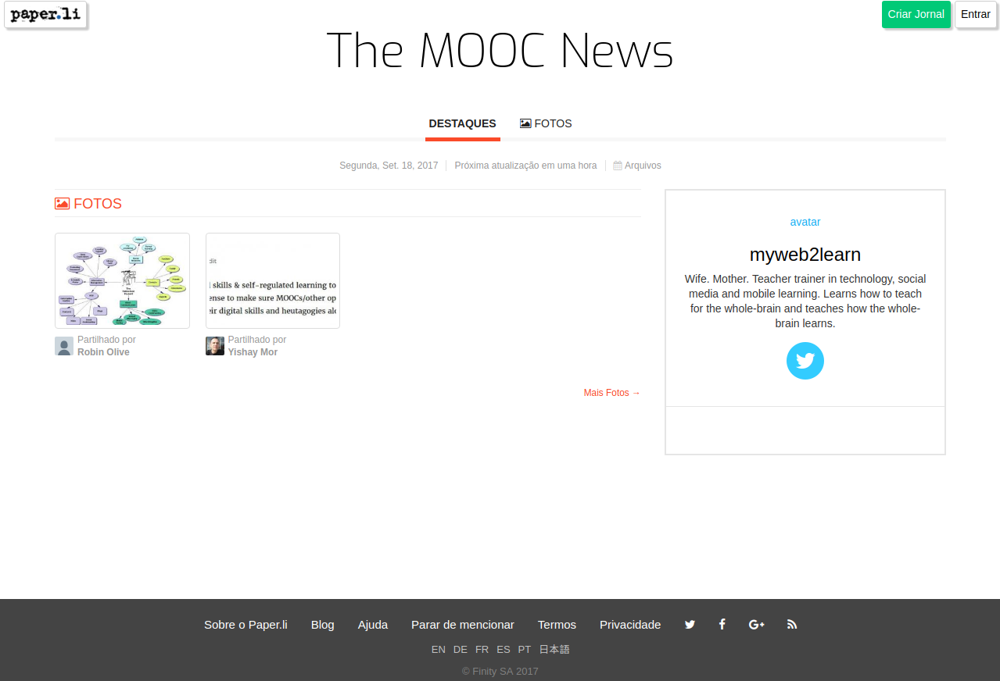 paper.li
Criar Jornal
Entrar
The MOOC News
DESTAQUES
FOTOS
Segunda, Set. 18, 2017
Próxima atualização em uma hora
Arquivos
FOTOS
dit
skills & self-regulated learning to
ense to make sure MOOCs/other op
eir digital skills and heutagogies alo
Partilhado por
Robin Olive
Partilhado por
Yishay Mor
Mais Fotos →
avatar
myweb2learn
Wife. Mother. Teacher trainer in technology, social
media and mobile learning. Learns how to teach
for the whole-brain and teaches how the whole-
brain learns.
Sobre o Paper.li
Blog
Ajuda
Parar de mencionar
Termos
Privacidade
EN DE FR ES PT 日本語
© Finity SA 2017